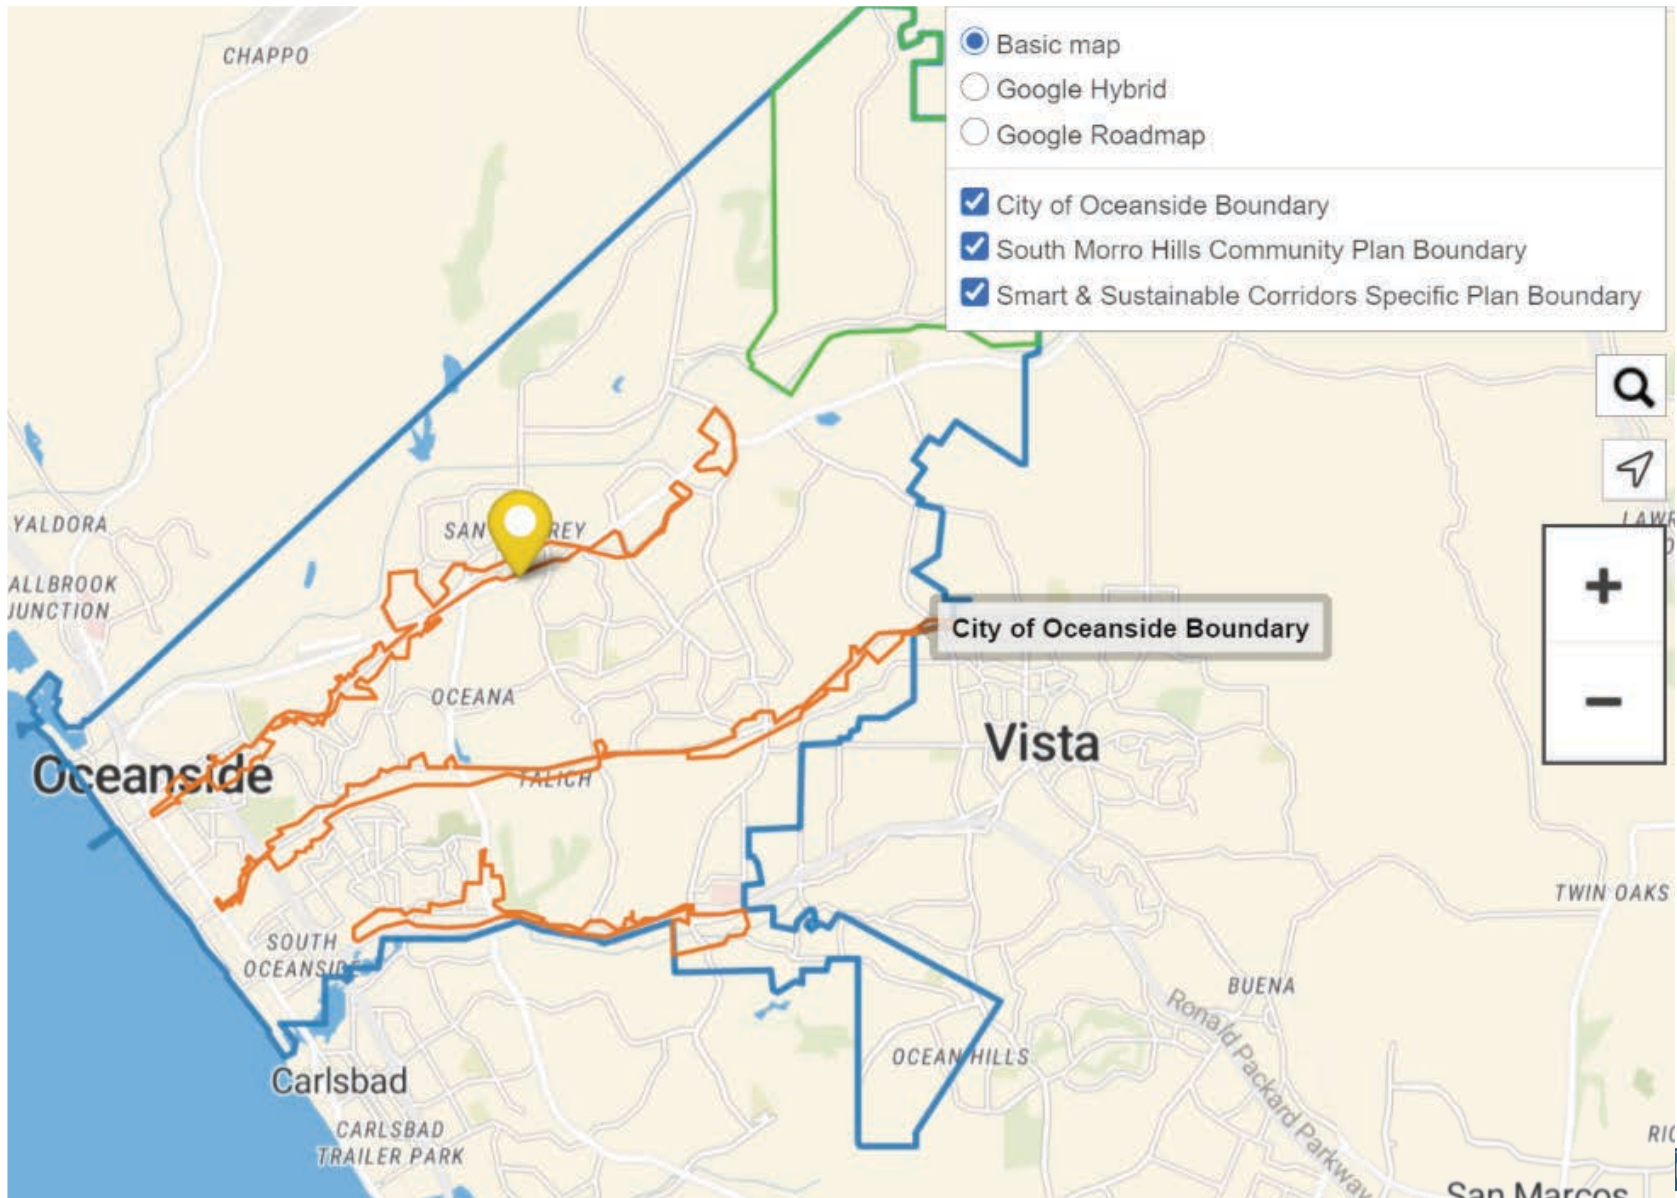 CHAPPO
Basic map
Google Hybrid
Google Roadmap
City of Oceanside Boundary
South Morro Hills Community Plan Boundary
Smart & Sustainable Corridors Specific Plan Boundary
YALDORA
SAN
REY
LAWR
ALLBROOK
JUNCTION
+
City of Oceanside Boundary
OCEANA
−
Vista
Oceanside
TALICH
TWIN OAKS
SOUTH
OCEANSIDE
BUENA
Ronald Packard Parkway
OCEAN HILLS
Carlsbad
CARLSBAD
TRAILER PARK
RIC
San Marcos